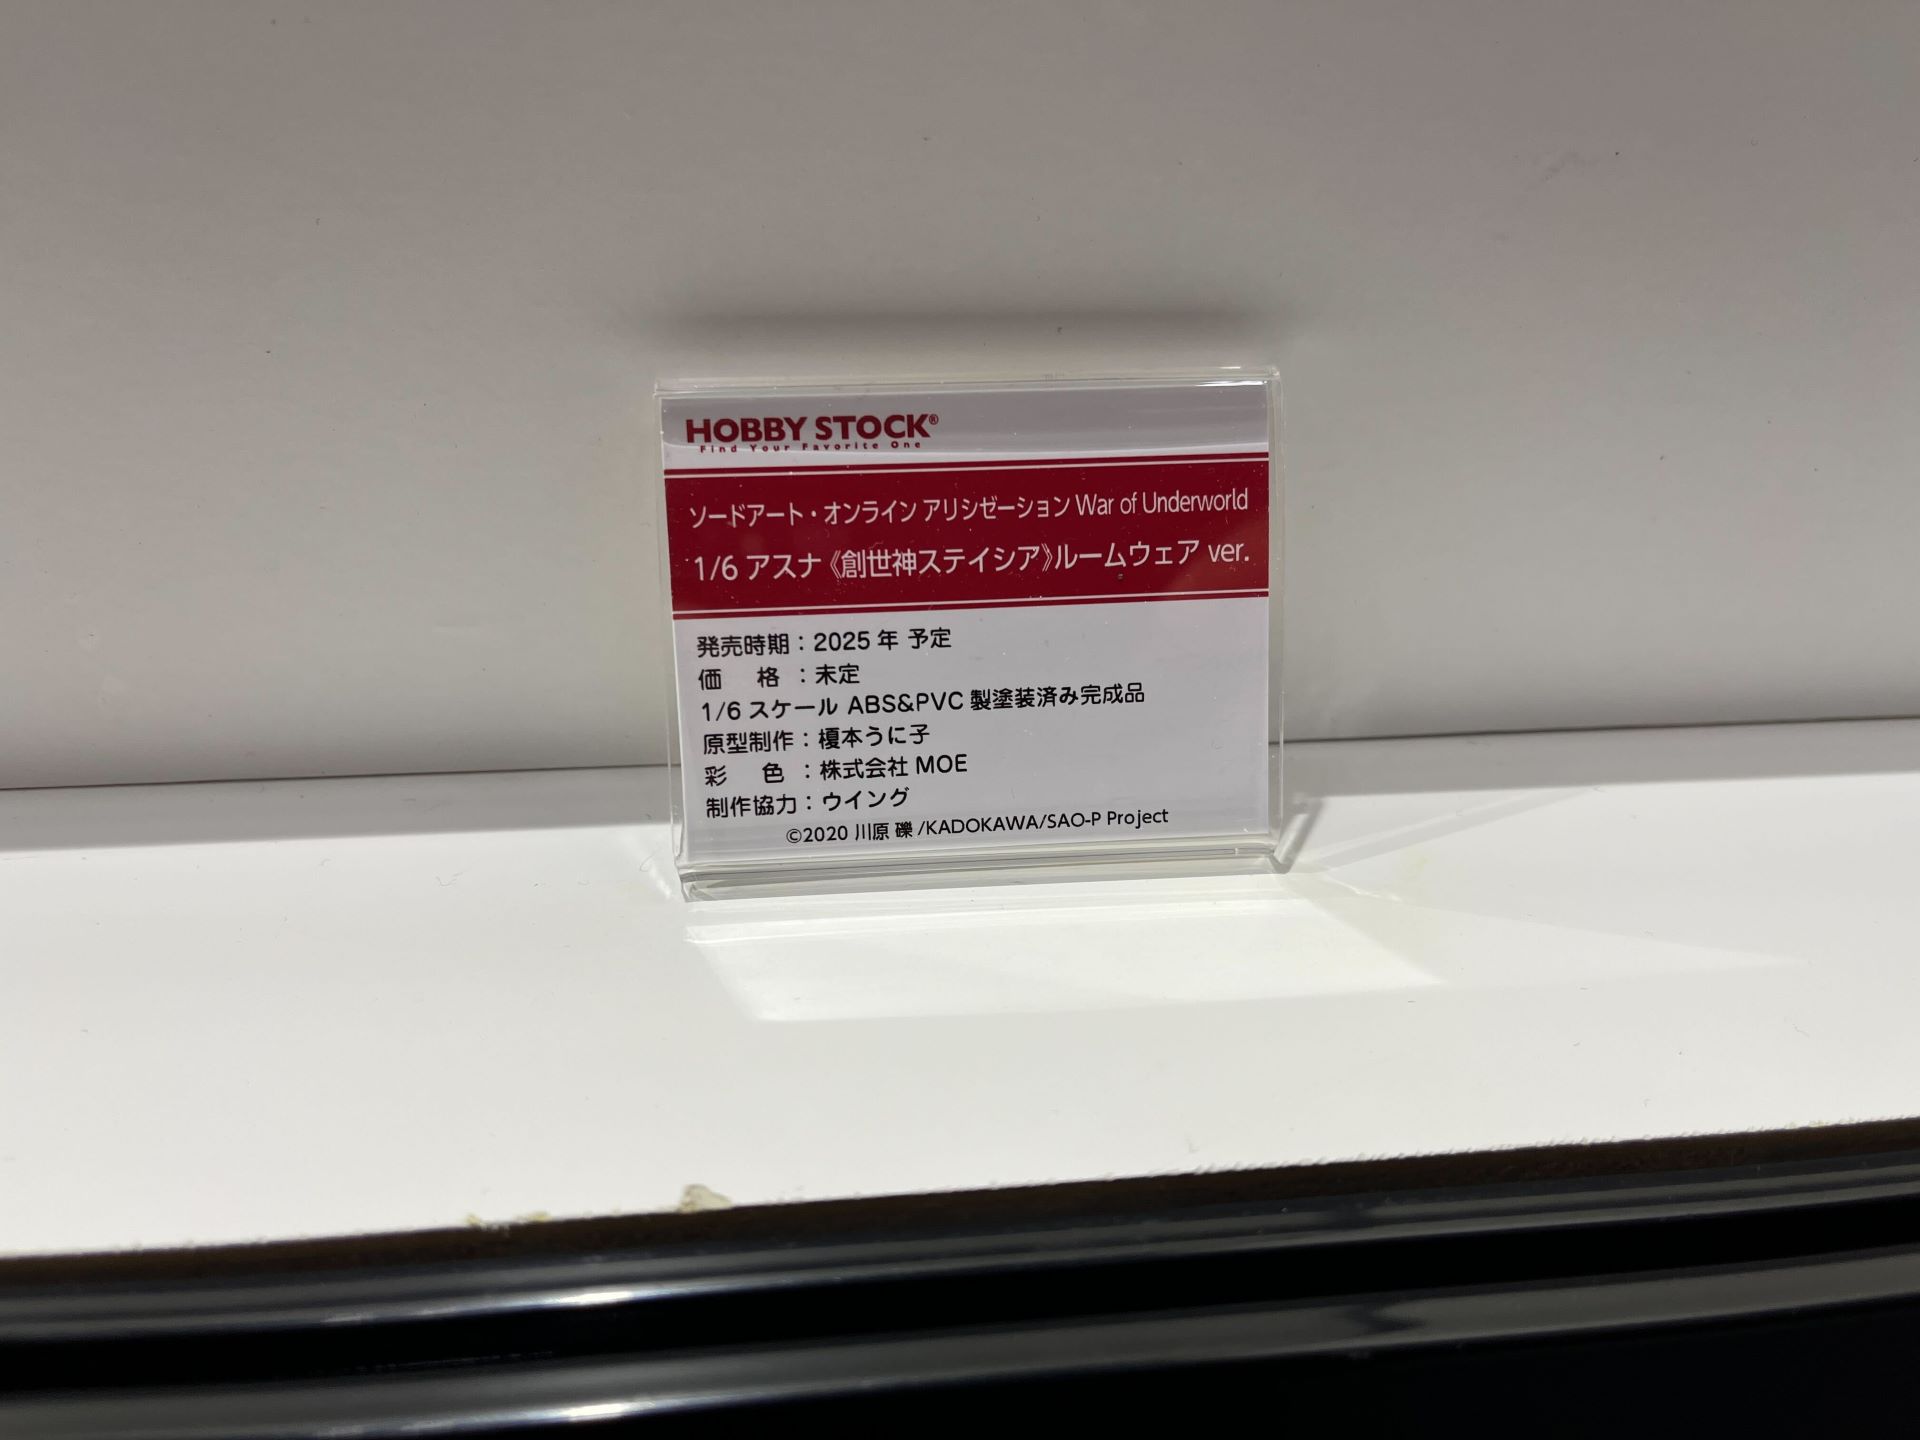 HOBBY STOCK®
Find Your Favorite One
ソードアート・オンライン アリシゼーション War of Underworld
1/6 アスナ《創世神ステイシア》ルームウェア ver.
発売時期：2025年 予定
価　格：未定
1/6 スケール ABS&PVC 製塗装済み完成品
原型制作：榎本うに子
彩　色：株式会社 MOE
制作協力：ウイング
©2020 川原 礫/KADOKAWA/SAO-P Project